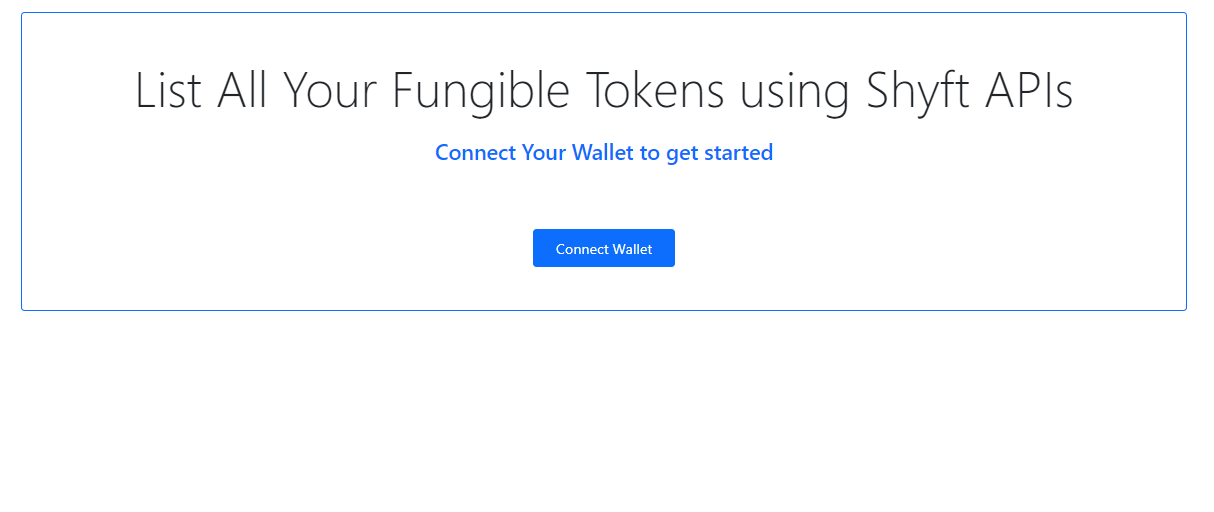 List All Your Fungible Tokens using Shyft APIs
Connect Your Wallet to get started
Connect Wallet